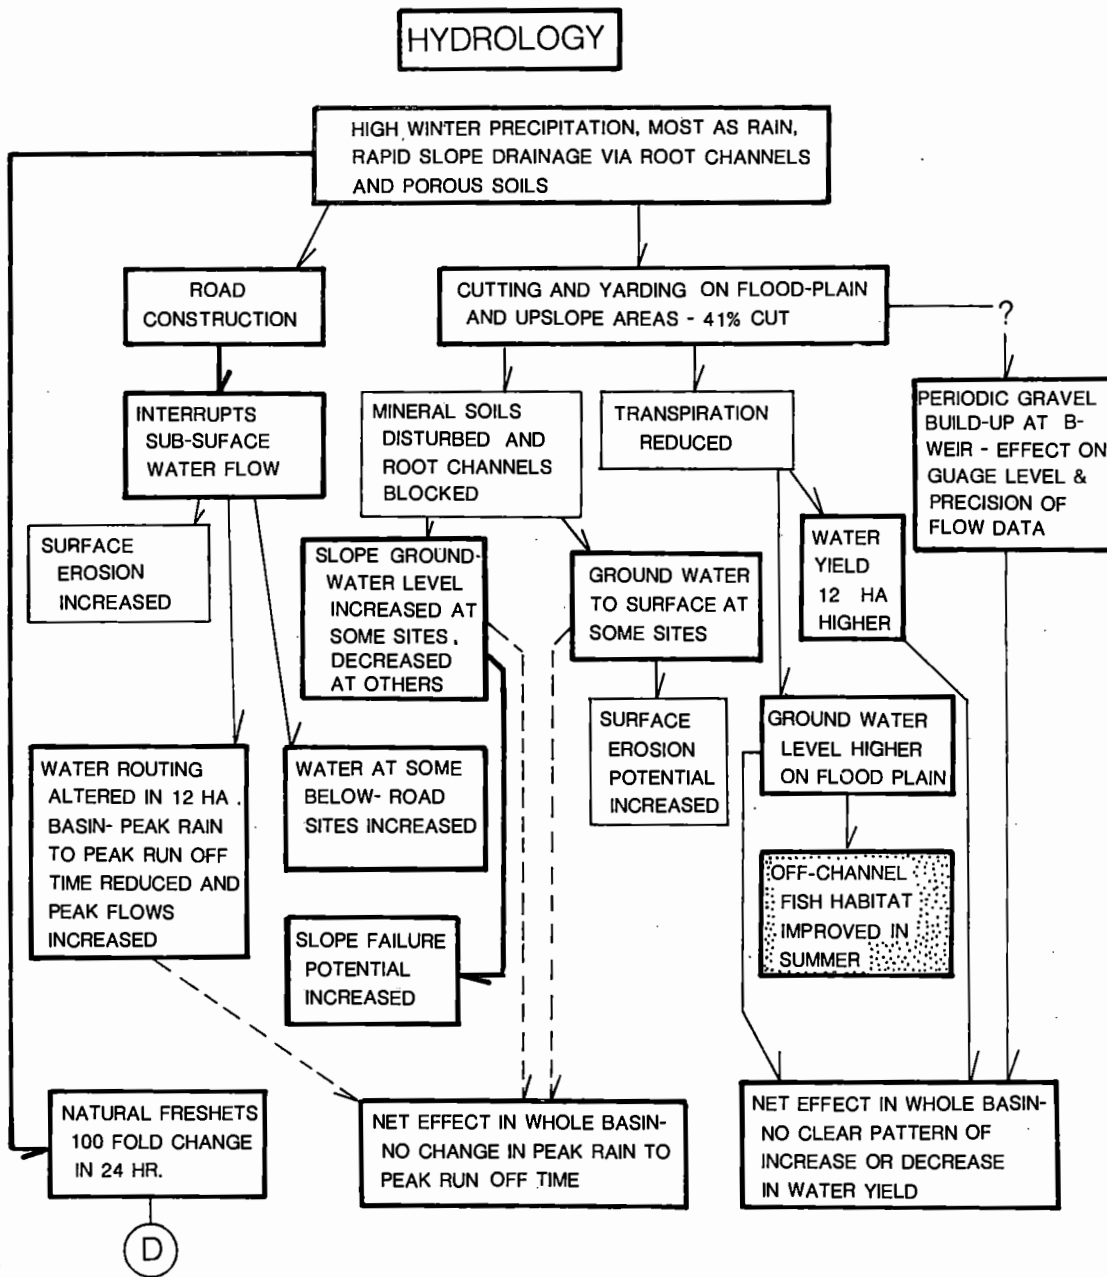 HYDROLOGY
HIGH WINTER PRECIPITATION, MOST AS RAIN,
RAPID SLOPE DRAINAGE VIA ROOT CHANNELS
AND POROUS SOILS
ROAD
CONSTRUCTION
CUTTING AND YARDING ON FLOOD-PLAIN
AND UPSLOPE AREAS - 41% CUT
?
INTERRUPTS
SUB-SUFACE
WATER FLOW
MINERAL SOILS
DISTURBED AND
ROOT CHANNELS
BLOCKED
TRANSPIRATION
REDUCED
PERIODIC GRAVEL
BUILD-UP AT B-
WEIR - EFFECT ON
GUAGE LEVEL &
PRECISION OF
FLOW DATA
SURFACE
EROSION
INCREASED
SLOPE GROUND-
WATER LEVEL
INCREASED AT
SOME SITES,
DECREASED
AT OTHERS
GROUND WATER
TO SURFACE AT
SOME SITES
WATER
YIELD
12 HA
HIGHER
SURFACE
EROSION
POTENTIAL
INCREASED
GROUND WATER
LEVEL HIGHER
ON FLOOD PLAIN
WATER ROUTING
ALTERED IN 12 HA.
BASIN- PEAK RAIN
TO PEAK RUN OFF
TIME REDUCED AND
PEAK FLOWS
INCREASED
WATER AT SOME
BELOW- ROAD
SITES INCREASED
OFF-CHANNEL
FISH HABITAT
IMPROVED IN
SUMMER
SLOPE FAILURE
POTENTIAL
INCREASED
NATURAL FRESHETS
100 FOLD CHANGE
IN 24 HR.
NET EFFECT IN WHOLE BASIN-
NO CHANGE IN PEAK RAIN TO
PEAK RUN OFF TIME
NET EFFECT IN WHOLE BASIN-
NO CLEAR PATTERN OF
INCREASE OR DECREASE
IN WATER YIELD
D